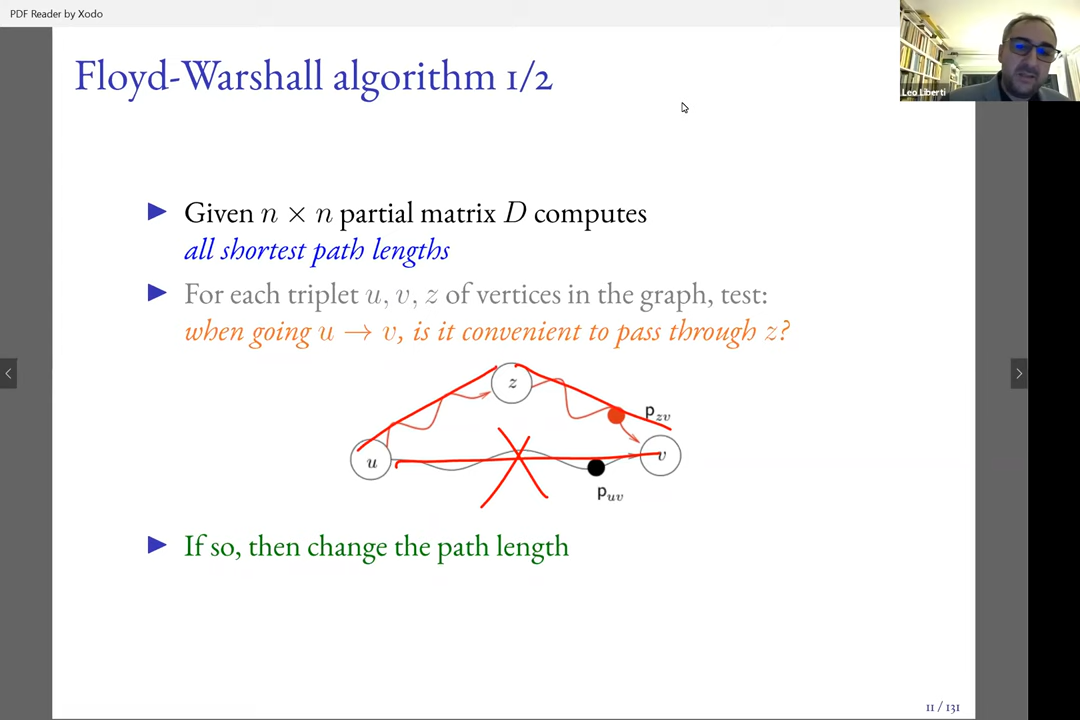 PDF Reader by Xodo
Leo Liberti
Floyd-Warshall algorithm 1/2
Given n × n partial matrix D computes
all shortest path lengths
For each triplet u, v, z of vertices in the graph, test:
when going u → v, is it convenient to pass through z?
z
p_zv
u
v
p_uv
If so, then change the path length
11 / 131